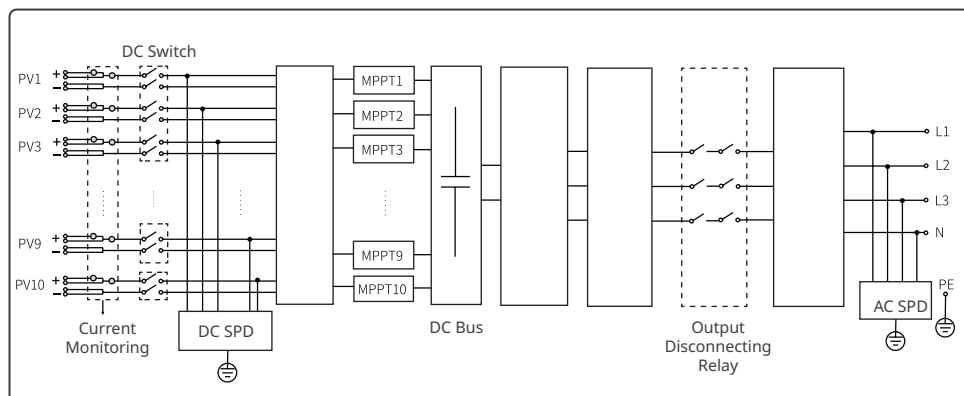 DC Switch
PV1
+
−
MPPT1
PV2
+
−
MPPT2
PV3
+
−
MPPT3
L1
L2
L3
N
PV9
+
−
MPPT9
PV10
+
−
MPPT10
PE
DC SPD
AC SPD
Current
Monitoring
DC Bus
Output
Disconnecting
Relay